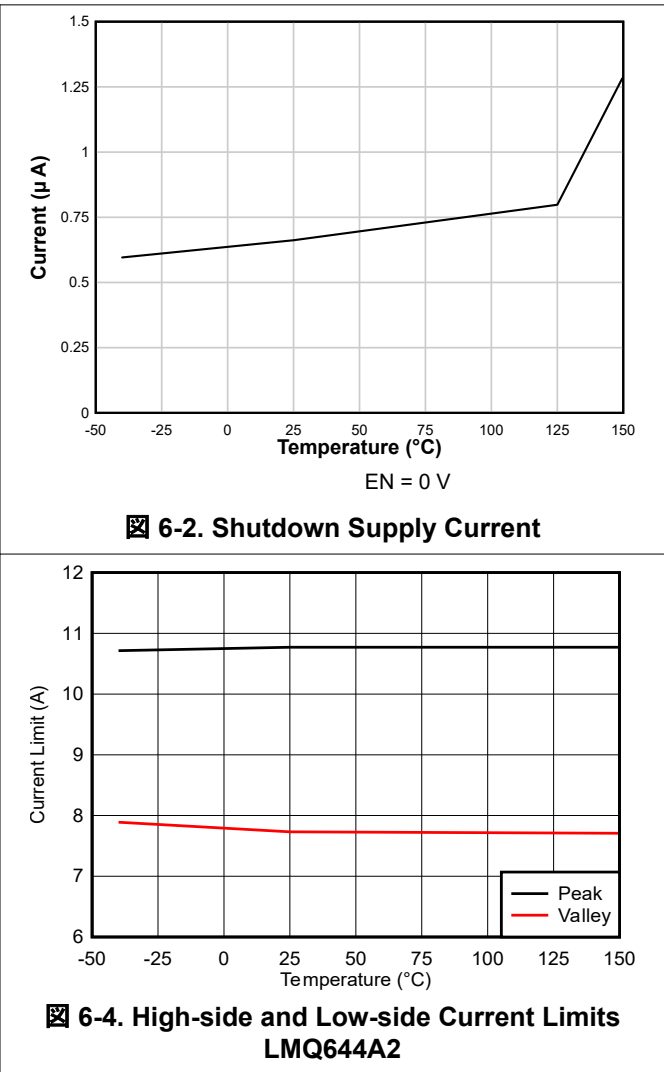 1.5
1.25
1
0.75
0.5
0.25
0
Current (µ A)
-50 -25 0 25 50 75 100 125 150
Temperature (°C)
EN = 0 V
図 6-2. Shutdown Supply Current
12
11
10
9
8
7
6
Current Limit (A)
Peak
Valley
-50 -25 0 25 50 75 100 125 150
Temperature (°C)
図 6-4. High-side and Low-side Current Limits
LMQ644A2